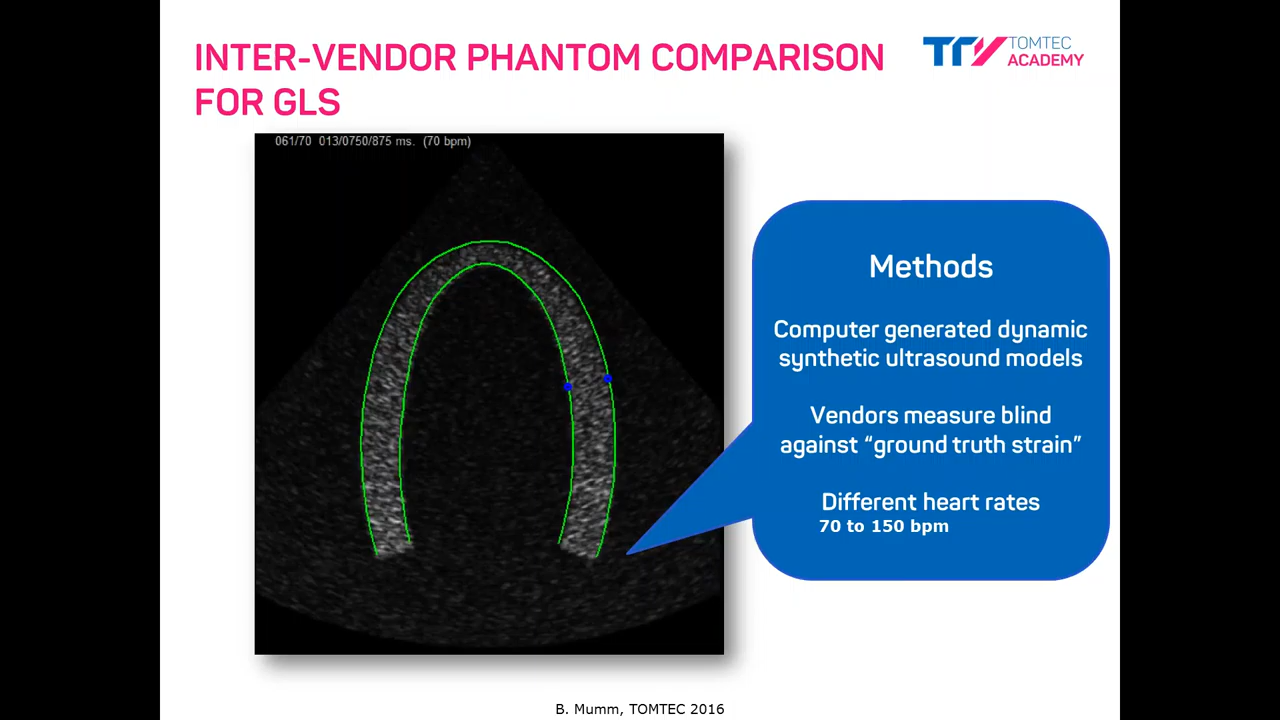 INTER-VENDOR PHANTOM COMPARISON
FOR GLS
TOMTEC
ACADEMY
061/70 013/0750/875 ms. (70 bpm)
Methods
Computer generated dynamic
synthetic ultrasound models
Vendors measure blind
against “ground truth strain”
Different heart rates
70 to 150 bpm
B. Mumm, TOMTEC 2016